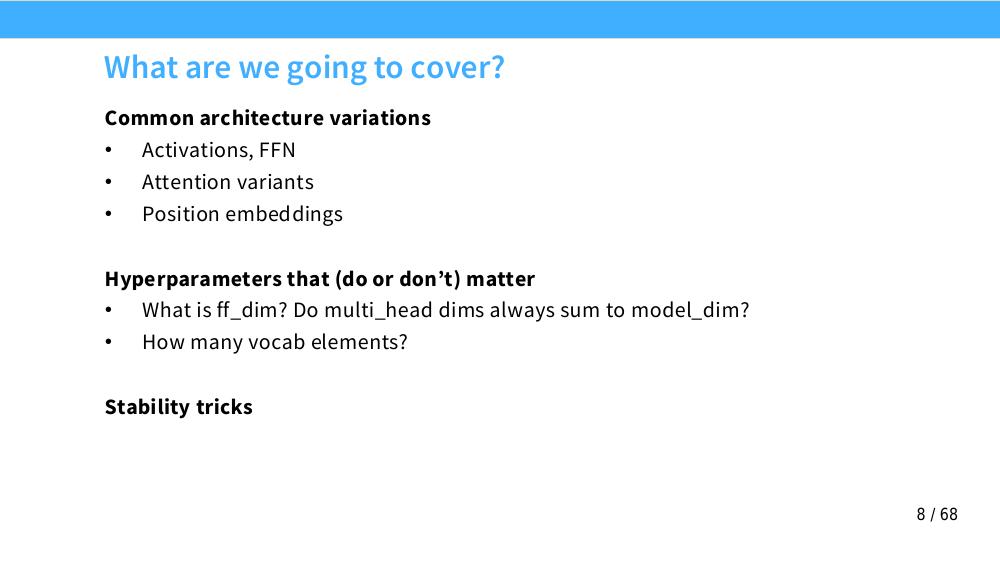 What are we going to cover?
Common architecture variations
• Activations, FFN
• Attention variants
• Position embeddings
Hyperparameters that (do or don’t) matter
• What is ff_dim? Do multi_head dims always sum to model_dim?
• How many vocab elements?
Stability tricks
8 / 68